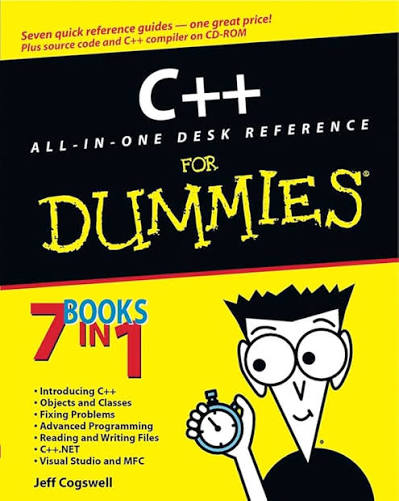 Seven quick reference guides — one great price!
Plus source code and C++ compiler on CD-ROM
C++
ALL-IN-ONE DESK REFERENCE
FOR
DUMMIES®
7 BOOKS IN 1
• Introducing C++
• Objects and Classes
• Fixing Problems
• Advanced Programming
• Reading and Writing Files
• C++.NET
• Visual Studio and MFC
Jeff Cogswell